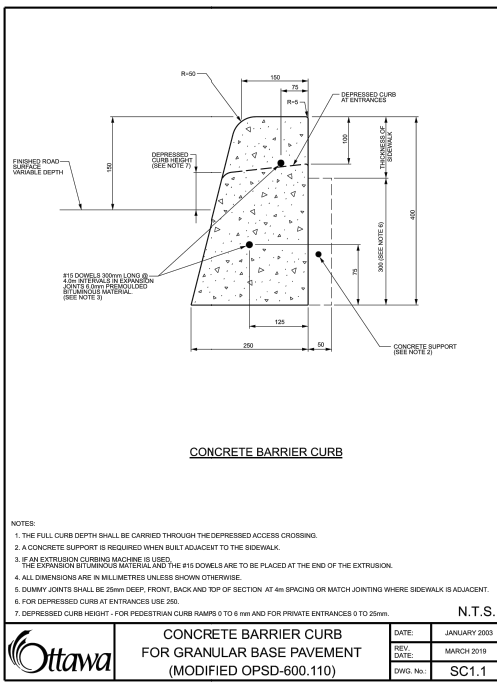 150
75
R=50
R=5
DEPRESSED CURB
AT ENTRANCES
100
THICKNESS OF
SIDEWALK
150
DEPRESSED
CURB HEIGHT
(SEE NOTE 7)
FINISHED ROAD
SURFACE
VARIABLE DEPTH
400
300 (SEE NOTE 6)
#15 DOWELS 300mm LONG @
4.0m INTERVALS IN EXPANSION
JOINTS 6.0mm PREMOULDED
BITUMINOUS MATERIAL.
(SEE NOTE 3)
75
125
250
50
CONCRETE SUPPORT
(SEE NOTE 2)
CONCRETE BARRIER CURB
NOTES:
1. THE FULL CURB DEPTH SHALL BE CARRIED THROUGH THE DEPRESSED ACCESS CROSSING.
2. A CONCRETE SUPPORT IS REQUIRED WHEN BUILT ADJACENT TO THE SIDEWALK.
3. IF AN EXTRUSION CURBING MACHINE IS USED,
THE EXPANSION BITUMINOUS MATERIAL AND THE #15 DOWELS ARE TO BE PLACED AT THE END OF THE EXTRUSION.
4. ALL DIMENSIONS ARE IN MILLIMETRES UNLESS SHOWN OTHERWISE.
5. DUMMY JOINTS SHALL BE 25mm DEEP, FRONT, BACK AND TOP OF SECTION AT 4m SPACING OR MATCH JOINTING WHERE SIDEWALK IS ADJACENT.
6. FOR DEPRESSED CURB AT ENTRANCES USE 250.
7. DEPRESSED CURB HEIGHT - FOR PEDESTRIAN CURB RAMPS 0 TO 6 mm AND FOR PRIVATE ENTRANCES 0 TO 25mm.
N.T.S.
Ottawa
CONCRETE BARRIER CURB
FOR GRANULAR BASE PAVEMENT
(MODIFIED OPSD-600.110)
DATE: JANUARY 2003
REV. DATE: MARCH 2019
DWG. No.: SC1.1